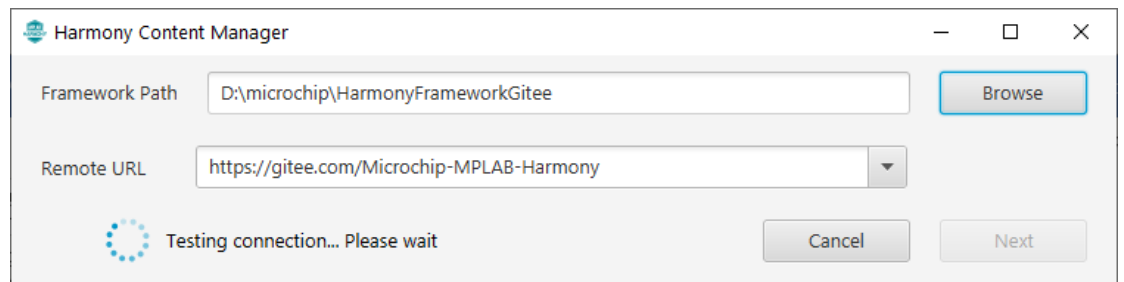 Harmony Content Manager
Framework Path D:\microchip\HarmonyFrameworkGitee Browse
Remote URL https://gitee.com/Microchip-MPLAB-Harmony
Testing connection... Please wait Cancel Next